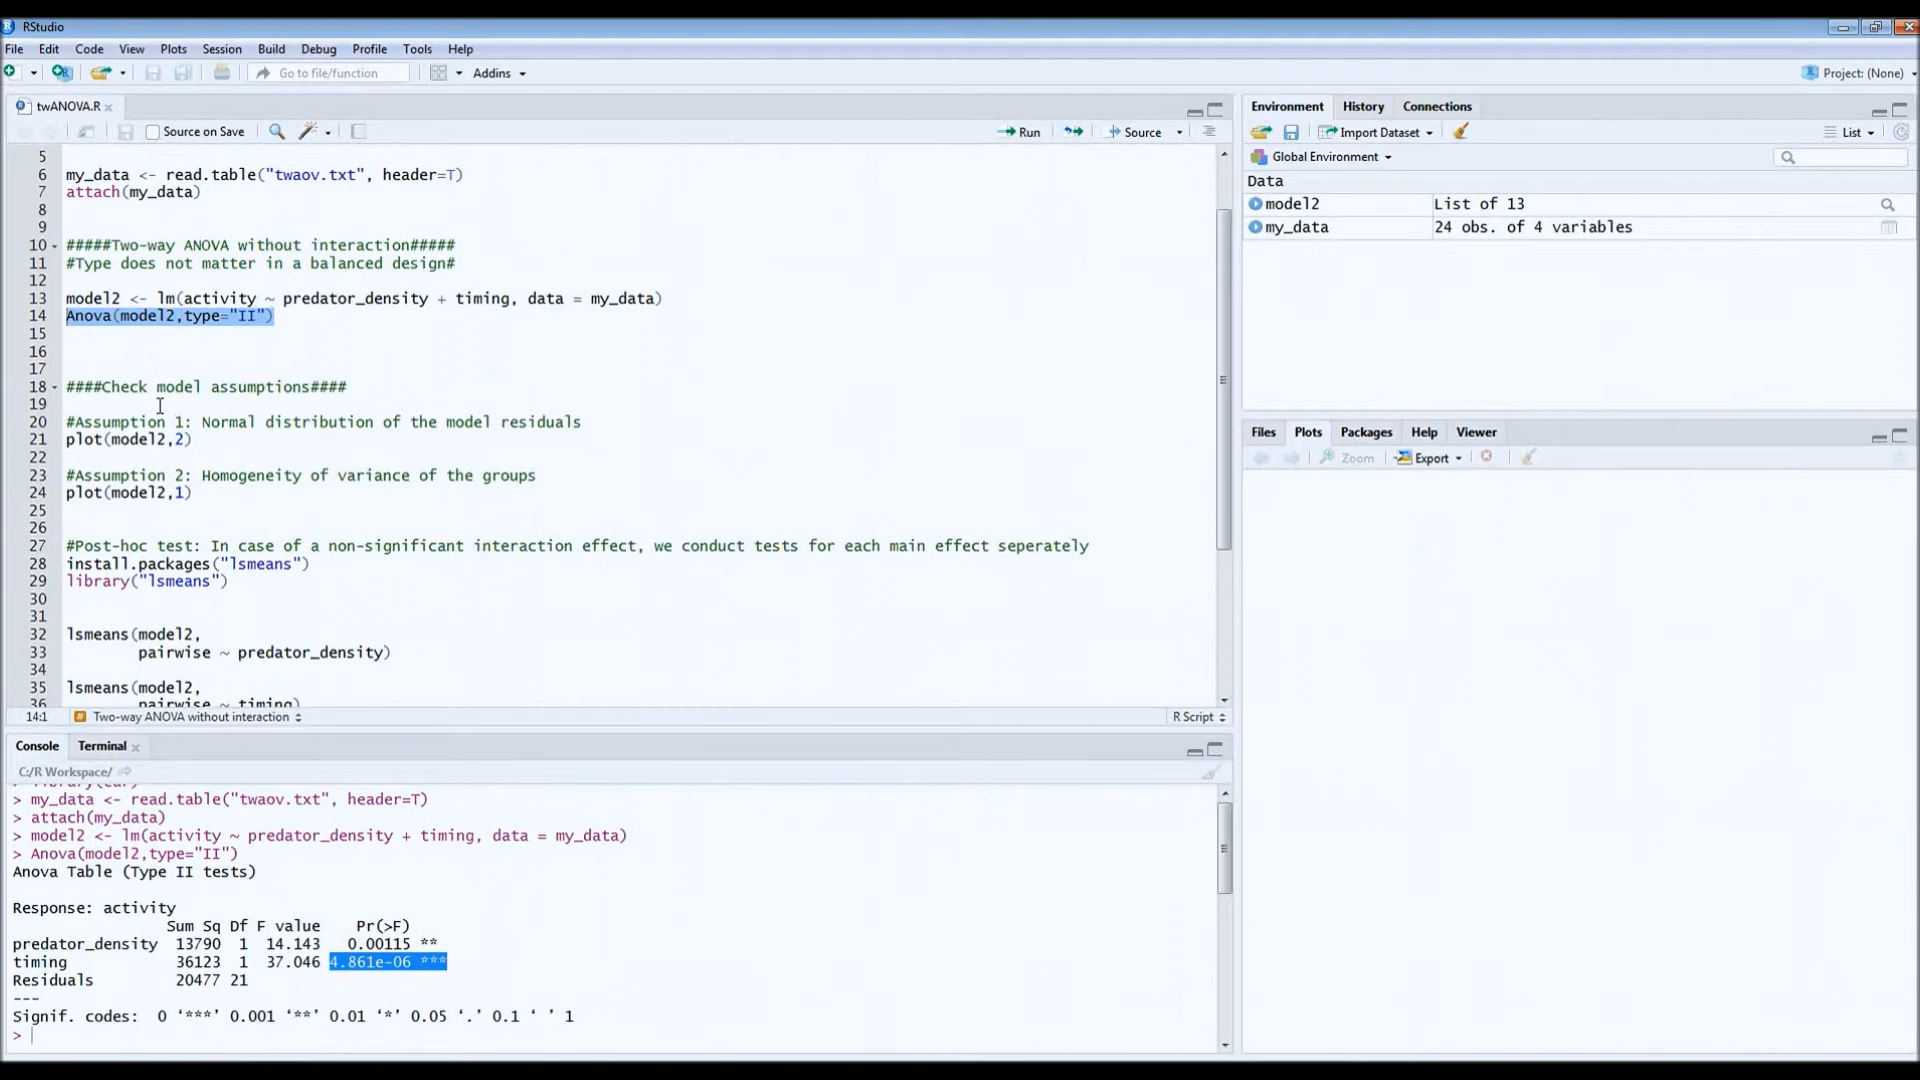 RStudio
File Edit Code View Plots Session Build Debug Profile Tools Help
Go to file/function Addins Project: (None)
twANOVA.R
Source on Save Run Source
5
6 my_data <- read.table("twaov.txt", header=T)
7 attach(my_data)
8
9
10 #####Two-way ANOVA without interaction#####
11 #Type does not matter in a balanced design#
12
13 model2 <- lm(activity ~ predator_density + timing, data = my_data)
14 Anova(model2,type="II")
15
16
17
18 ####Check model assumptions####
19
20 #Assumption 1: Normal distribution of the model residuals
21 plot(model2,2)
22
23 #Assumption 2: Homogeneity of variance of the groups
24 plot(model2,1)
25
26
27 #Post-hoc test: In case of a non-significant interaction effect, we conduct tests for each main effect seperately
28 install.packages("lsmeans")
29 library("lsmeans")
30
31
32 lsmeans(model2,
33 pairwise ~ predator_density)
34
35 lsmeans(model2,
36 pairwise ~ timing)
14:1 Two-way ANOVA without interaction R Script
Console Terminal
C:/R Workspace/
> library(car)
> my_data <- read.table("twaov.txt", header=T)
> attach(my_data)
> model2 <- lm(activity ~ predator_density + timing, data = my_data)
> Anova(model2,type="II")
Anova Table (Type II tests)
Response: activity
Sum Sq Df F value Pr(>F)
predator_density 13790 1 14.143 0.00115 **
timing 36123 1 37.046 4.861e-06 ***
Residuals 20477 21
---
Signif. codes: 0 ‘***’ 0.001 ‘**’ 0.01 ‘*’ 0.05 ‘.’ 0.1 ‘ ’ 1
>
Environment History Connections
Import Dataset List
Global Environment
Data
model2 List of 13
my_data 24 obs. of 4 variables
Files Plots Packages Help Viewer
Zoom Export